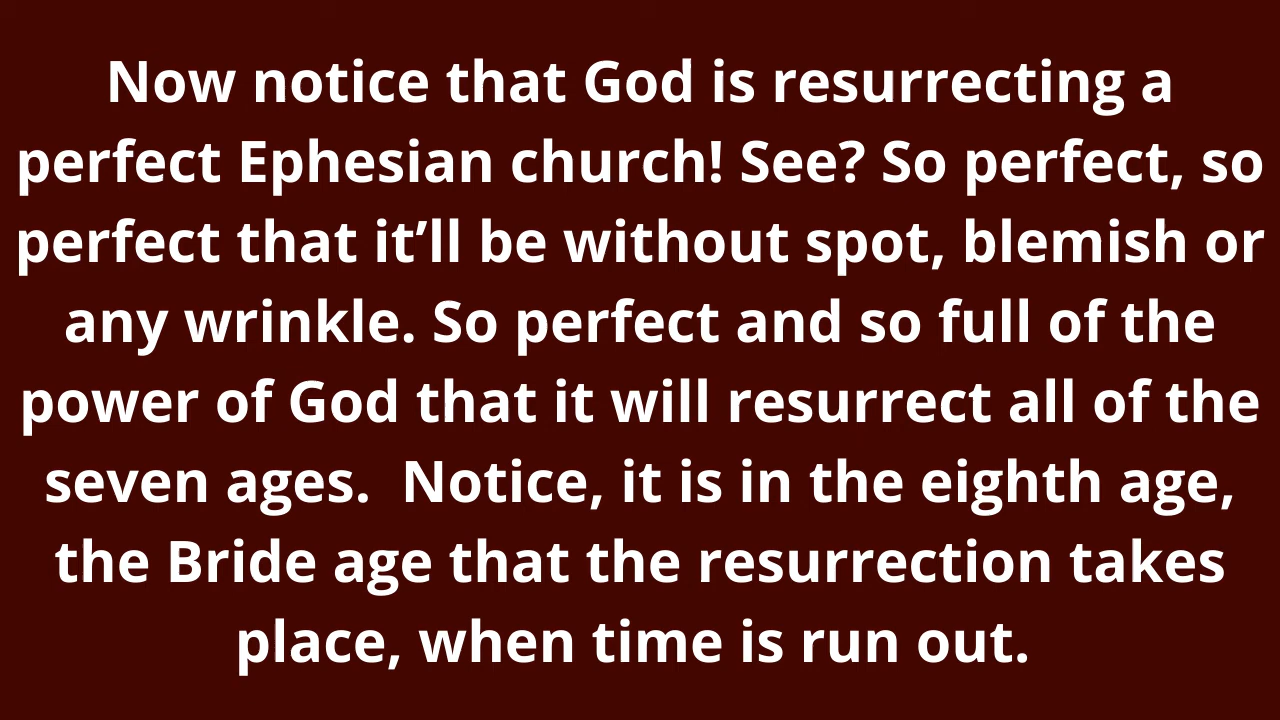 Now notice that God is resurrecting a
perfect Ephesian church! See? So perfect, so
perfect that it’ll be without spot, blemish or
any wrinkle. So perfect and so full of the
power of God that it will resurrect all of the
seven ages.  Notice, it is in the eighth age,
the Bride age that the resurrection takes
place, when time is run out.